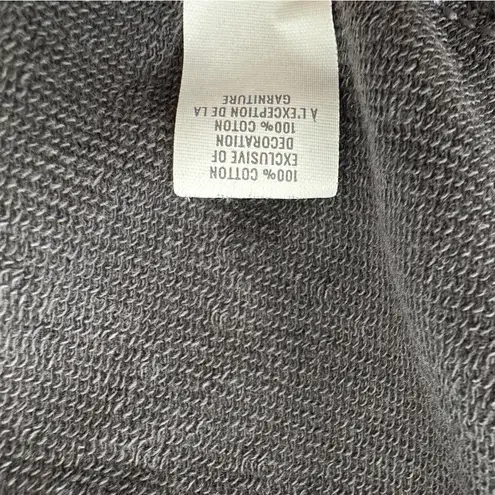 100% COTTON
EXCLUSIVE OF
DECORATION
100% COTON
À L'EXCEPTION DE LA
GARNITURE